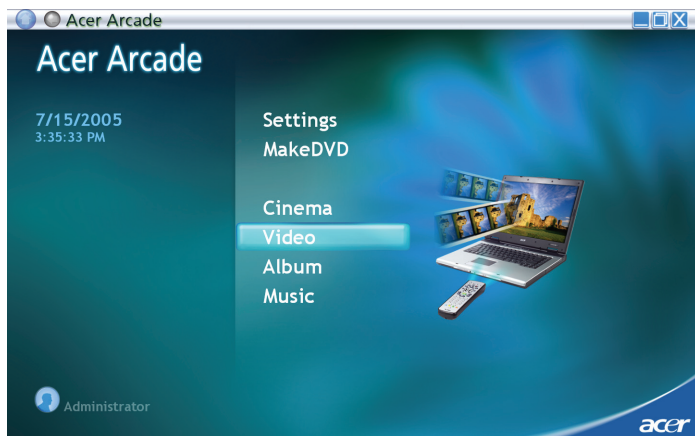 Acer Arcade
Acer Arcade
7/15/2005
3:35:33 PM
Settings
MakeDVD
Cinema
Video
Album
Music
Administrator
acer